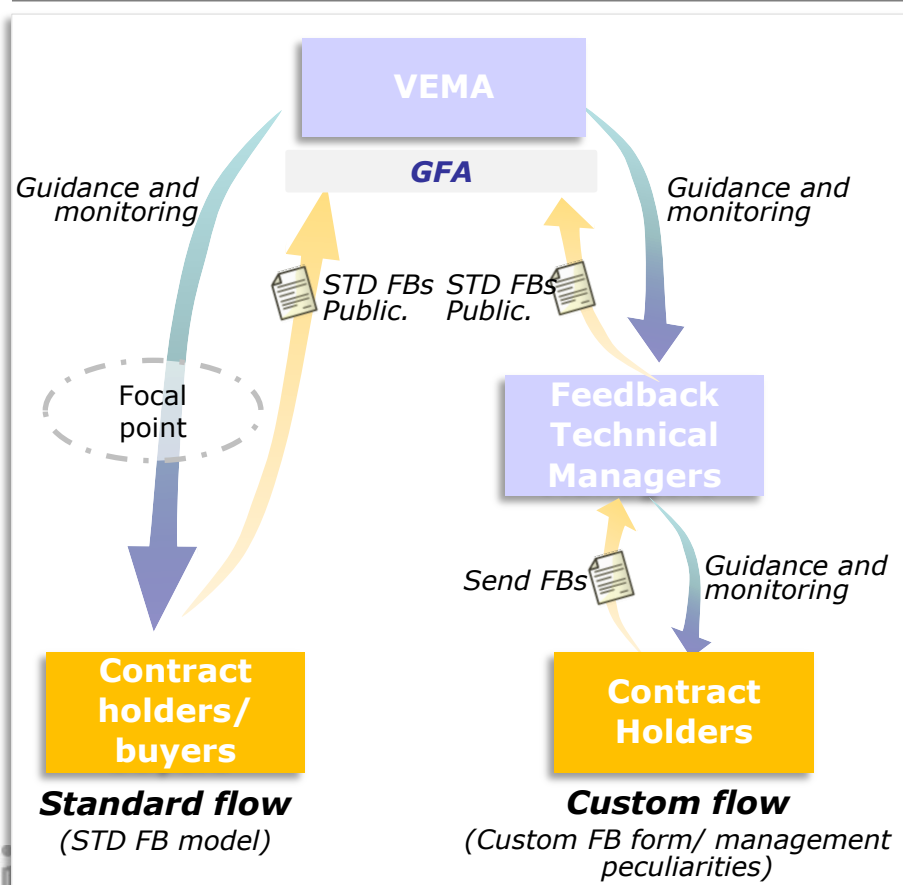 VEMA
GFA
Guidance and
monitoring
Guidance and
monitoring
STD FBs
Public.
STD FBs
Public.
Focal
point
Feedback
Technical
Managers
Send FBs
Guidance and
monitoring
Contract
holders/
buyers
Contract
Holders
Standard flow
(STD FB model)
Custom flow
(Custom FB form/ management
peculiarities)